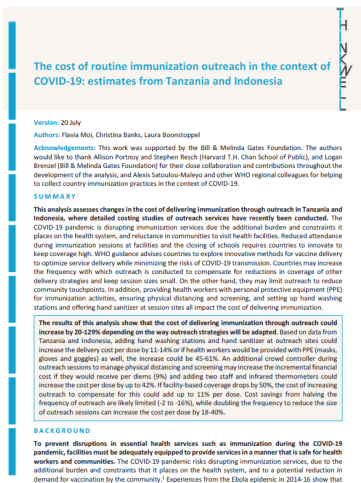 THINKWELL
The cost of routine immunization outreach in the context of
COVID-19: estimates from Tanzania and Indonesia
Version: 20 July
Authors: Flavia Moi, Christina Banks, Laura Boonstoppel
Acknowledgements: This work was supported by the Bill & Melinda Gates Foundation. The authors
would like to thank Allison Portnoy and Stephen Resch (Harvard T.H. Chan School of Public), and Logan
Brenzel (Bill & Melinda Gates Foundation) for their close collaboration and contributions throughout the
development of the analysis, and Alexis Satoulou-Maleyo and other WHO regional colleagues for helping
to collect country immunization practices in the context of COVID-19.
SUMMARY
This analysis assesses changes in the cost of delivering immunization through outreach in Tanzania and
Indonesia, where detailed costing studies of outreach services have recently been conducted. The
COVID-19 pandemic is disrupting immunization services due the additional burden and constraints it
places on the health system, and reluctance in communities to visit health facilities. Reduced attendance
during immunization sessions at facilities and the closing of schools requires countries to innovate to
keep coverage high. WHO guidance advises countries to explore innovative methods for vaccine delivery
to optimize service delivery while minimizing the risks of COVID-19 transmission. Countries may increase
the frequency with which outreach is conducted to compensate for reductions in coverage of other
delivery strategies and keep session sizes small. On the other hand, they may limit outreach to reduce
community touchpoints. In addition, providing health workers with personal protective equipment (PPE)
for immunization activities, ensuring physical distancing and screening, and setting up hand washing
stations and offering hand sanitizer at session sites all impact the cost of delivering immunization.
The results of this analysis show that the cost of delivering immunization through outreach could
increase by 20-129% depending on the way outreach strategies will be adapted. Based on data from
Tanzania and Indonesia, adding hand washing stations and hand sanitizer at outreach sites could
increase the delivery cost per dose by 11-14% or if health workers would be provided with PPE (masks,
gloves and goggles) as well, the increase could be 45-61%. An additional crowd controller during
outreach sessions to manage physical distancing and screening may increase the incremental financial
cost if they would receive per diems (9%) and adding two staff and infrared thermometers could
increase the cost per dose by up to 42%. If facility-based coverage drops by 50%, the cost of increasing
outreach to compensate for this could add up to 11% per dose. Cost savings from halving the
frequency of outreach are likely limited (-2 to -16%), while doubling the frequency to reduce the size
of outreach sessions can increase the cost per dose by 18-40%.
BACKGROUND
To prevent disruptions in essential health services such as immunization during the COVID-19
pandemic, facilities must be adequately equipped to provide services in a manner that is safe for health
workers and communities. The COVID-19 pandemic risks disrupting immunization services, due to the
additional burden and constraints that it places on health system, and to a potential reduction in
demand for vaccination by the community.¹ Experiences from the Ebola epidemic in 2014-16 show that